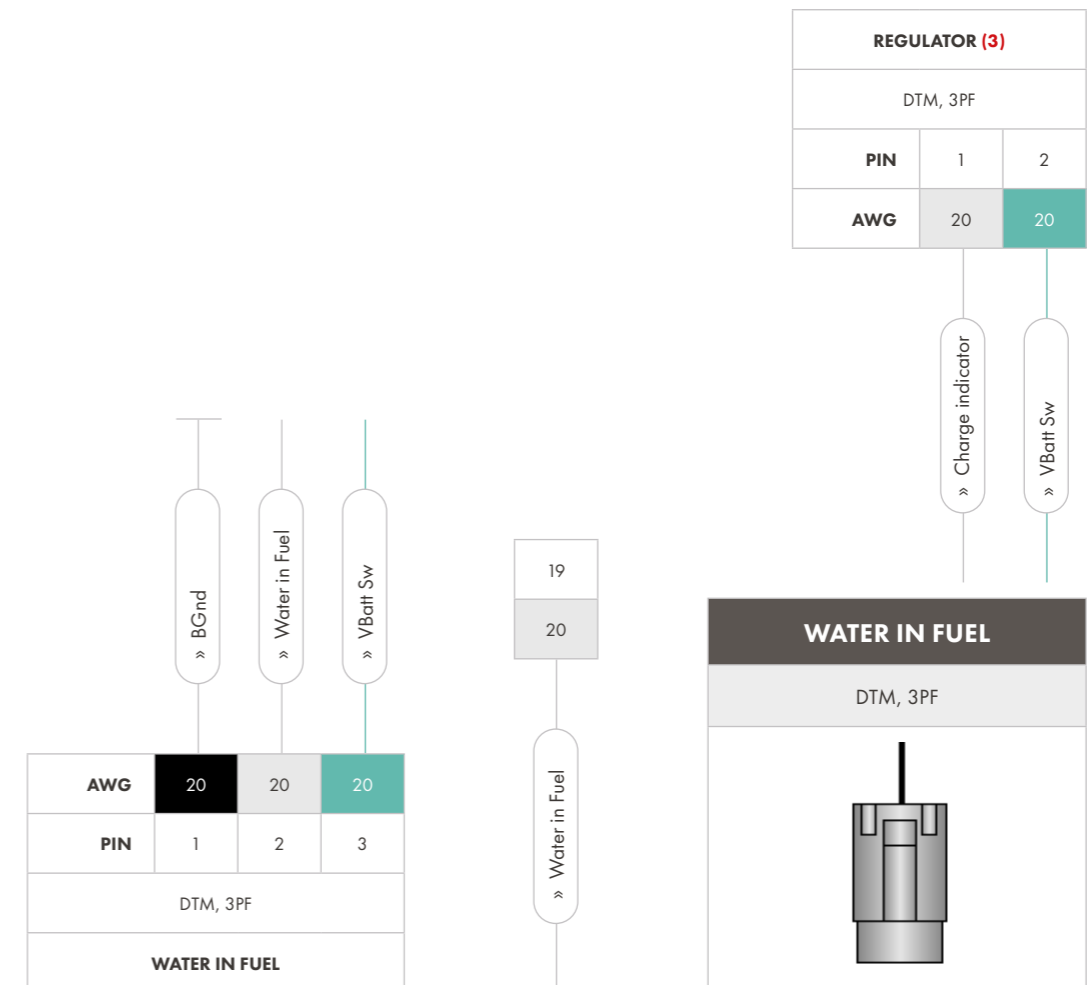 REGULATOR (3)
DTM, 3PF
PIN 1 2
AWG 20 20
» Charge indicator
» VBatt Sw
» BGnd
» Water in Fuel
» VBatt Sw
AWG 20 20 20
PIN 1 2 3
DTM, 3PF
WATER IN FUEL
19
20
» Water in Fuel
WATER IN FUEL
DTM, 3PF